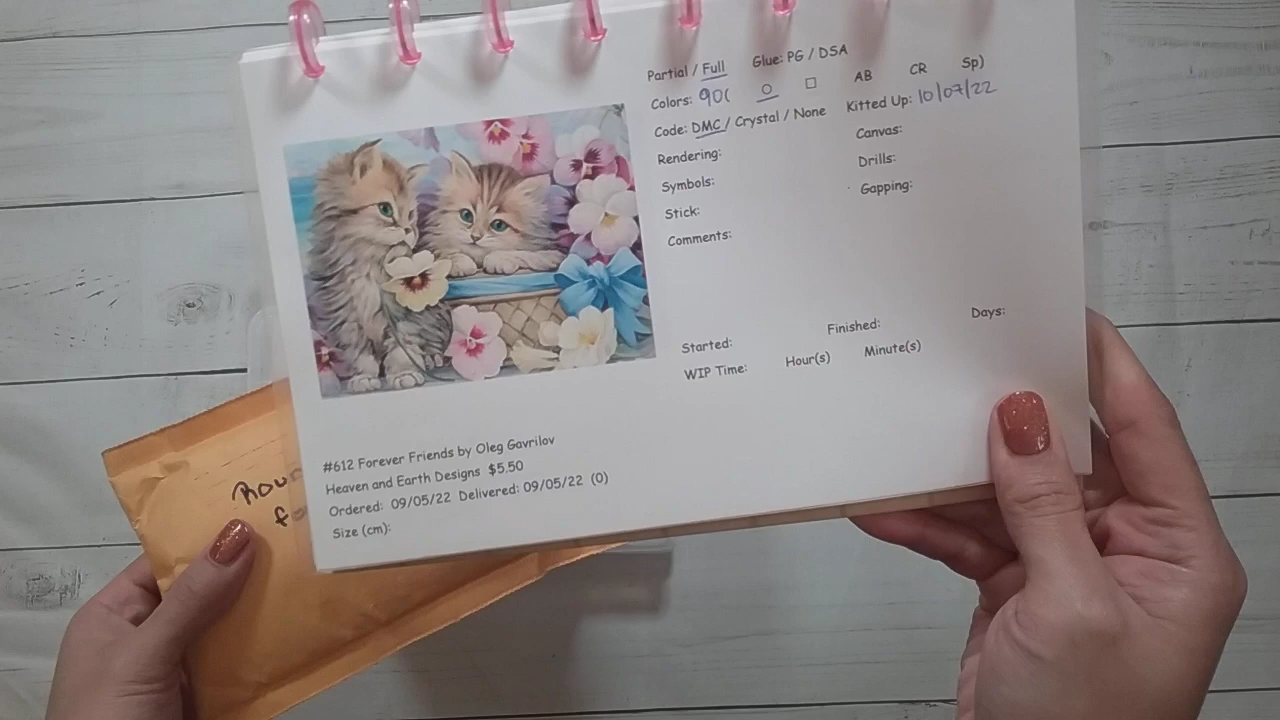 Partial / Full Glue: PG / DSA
Colors: 90( ○ □ AB CR Sp)
Code: DMC / Crystal / None Kitted Up: 10/07/22
Rendering: Canvas:
Symbols: Drills:
Stick: Gapping:
Comments:
Started: Finished: Days:
WIP Time: Hour(s) Minute(s)
#612 Forever Friends by Oleg Gavrilov
Heaven and Earth Designs $5.50
Ordered: 09/05/22 Delivered: 09/05/22 (0)
Size (cm):